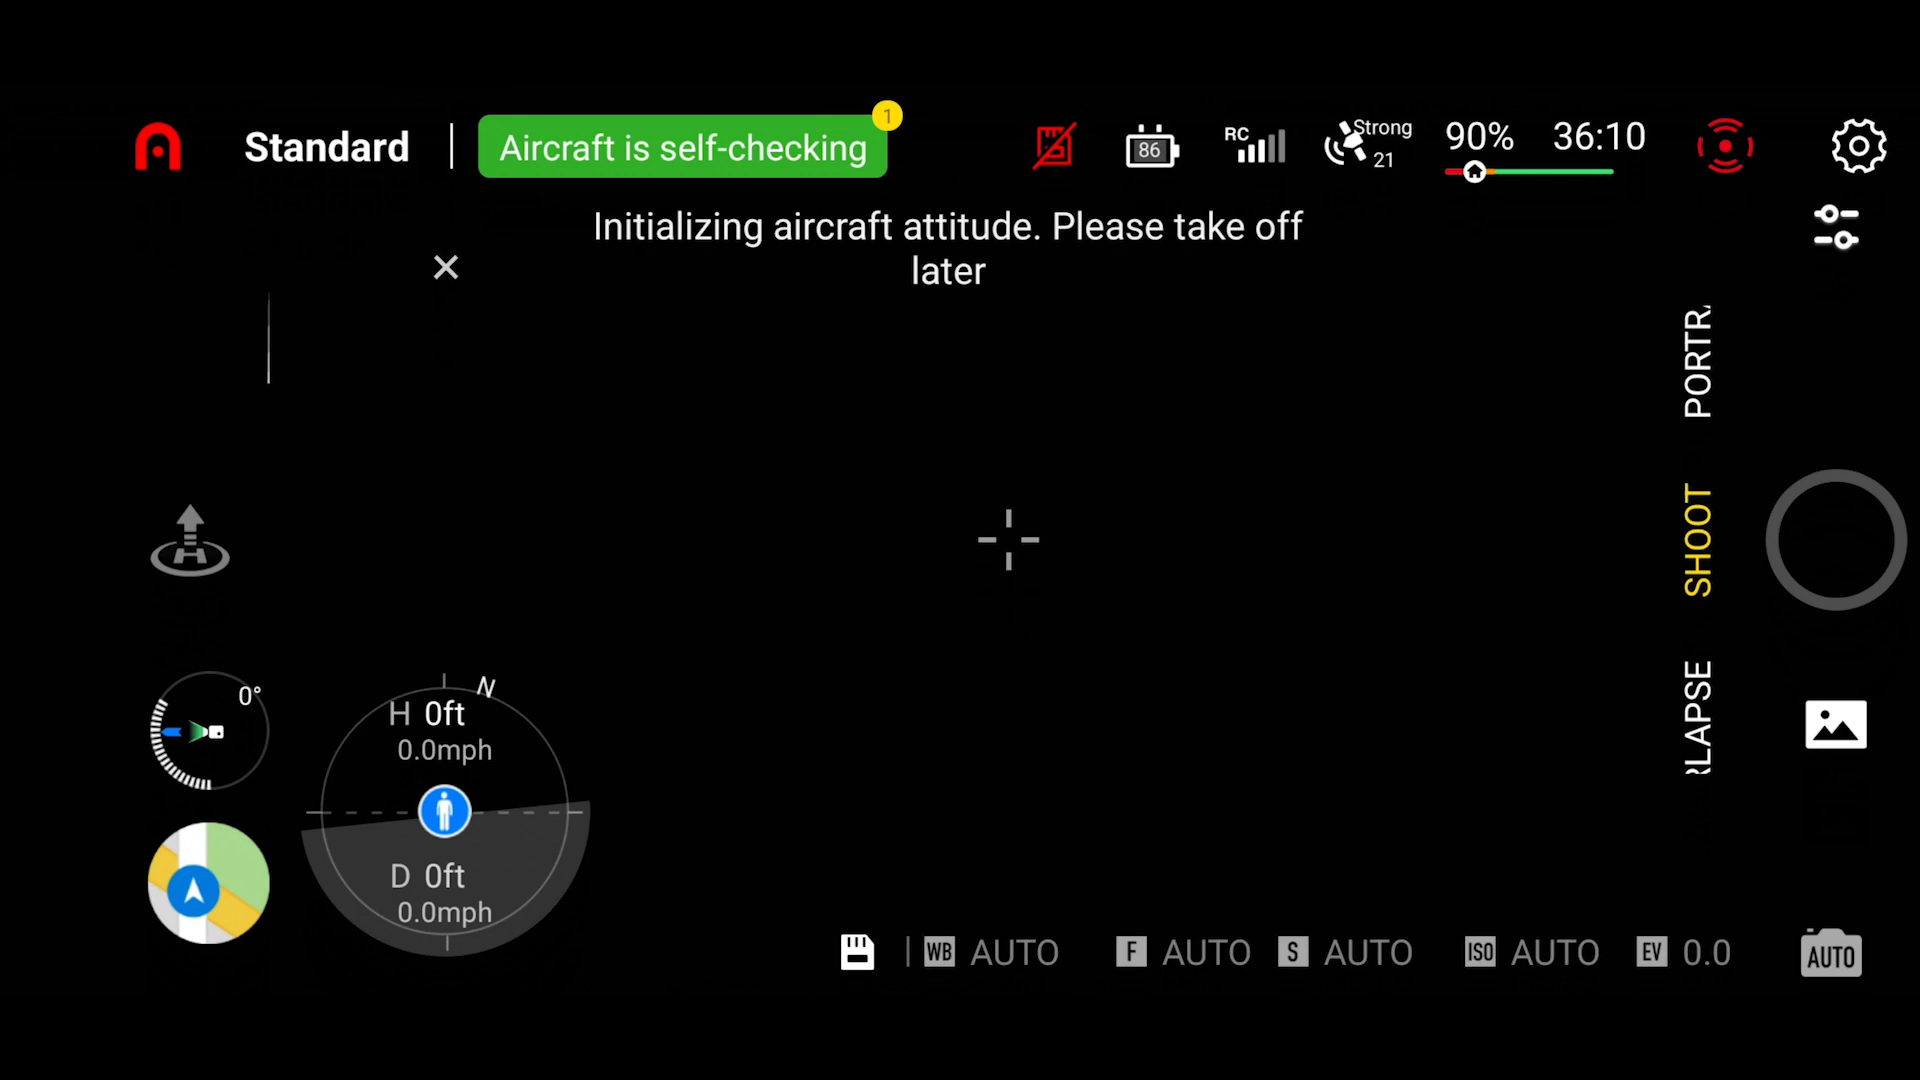 Standard
Aircraft is self-checking
1
86
RC
Strong
21
90%
36:10
Initializing aircraft attitude. Please take off
later
PORTR
SHOOT
LAPSE
0°
N
H 0ft
0.0mph
D 0ft
0.0mph
WB AUTO
F AUTO
S AUTO
ISO AUTO
EV 0.0
AUTO